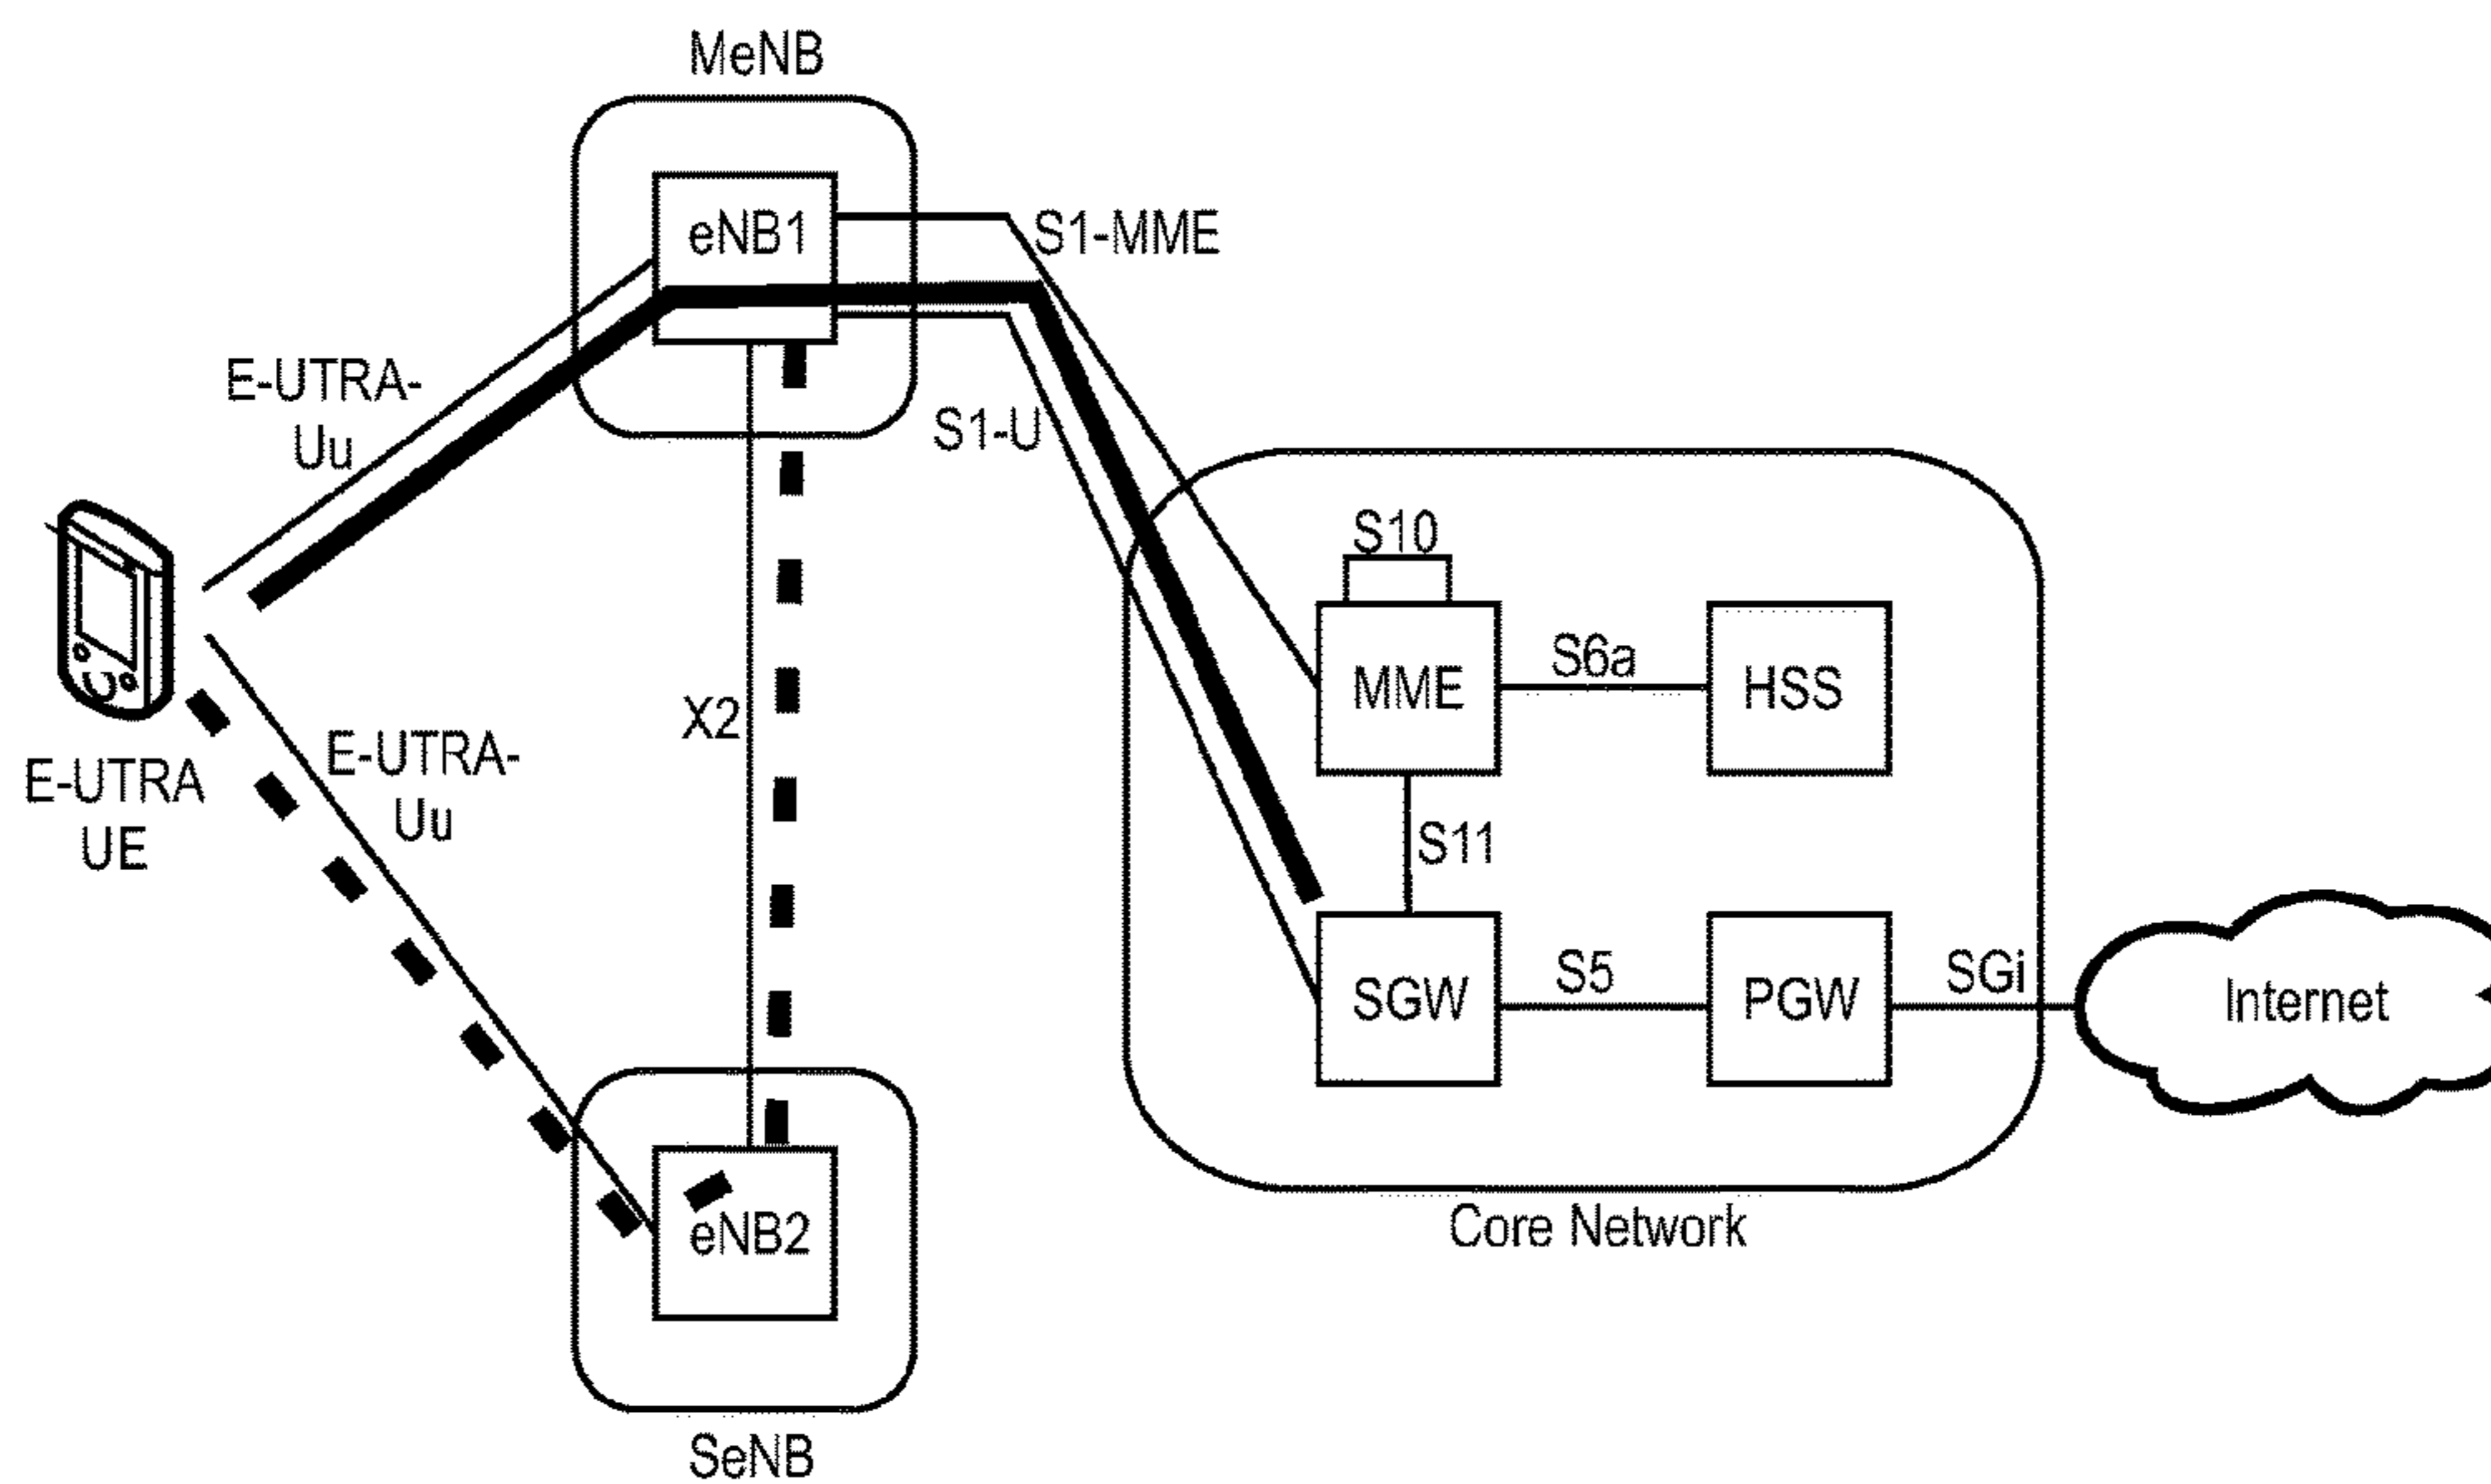 MeNB
eNB1
S1-MME
E-UTRA-
Uu
S1-U
S10
MME
S6a
HSS
X2
E-UTRA
UE
E-UTRA-
Uu
S11
SGW
S5
PGW
SGi
Internet
eNB2
Core Network
SeNB